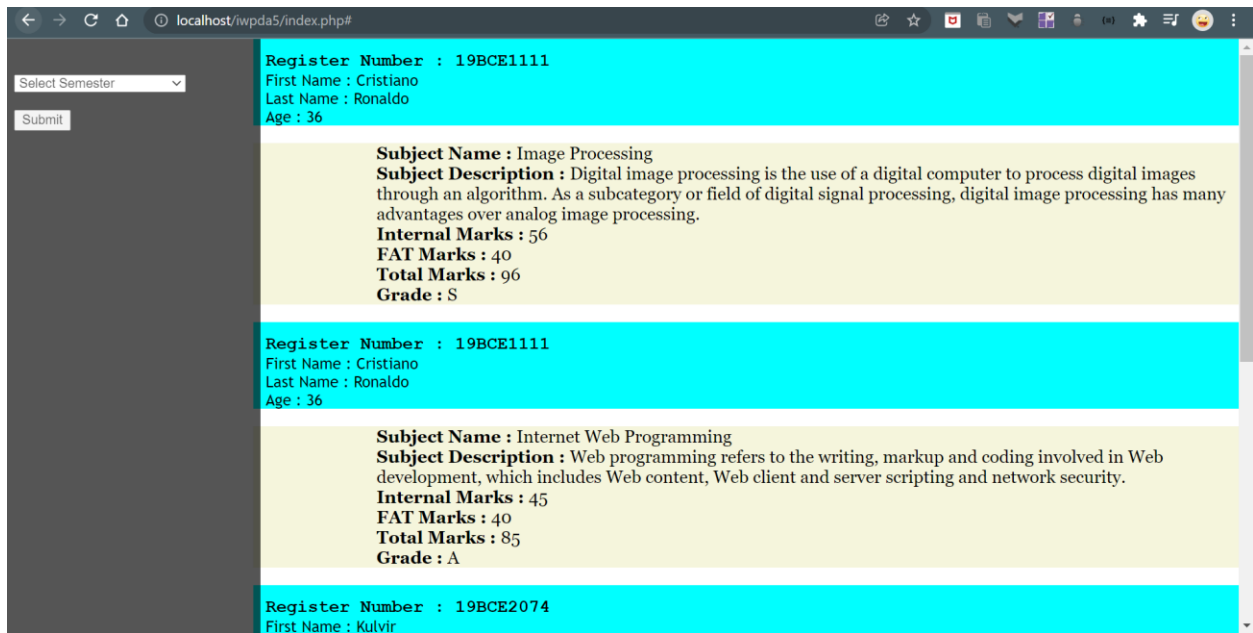 localhost/iwpda5/index.php#
Select Semester
Submit
Register Number : 19BCE1111
First Name : Cristiano
Last Name : Ronaldo
Age : 36
Subject Name : Image Processing
Subject Description : Digital image processing is the use of a digital computer to process digital images
through an algorithm. As a subcategory or field of digital signal processing, digital image processing has many
advantages over analog image processing.
Internal Marks : 56
FAT Marks : 40
Total Marks : 96
Grade : S
Register Number : 19BCE1111
First Name : Cristiano
Last Name : Ronaldo
Age : 36
Subject Name : Internet Web Programming
Subject Description : Web programming refers to the writing, markup and coding involved in Web
development, which includes Web content, Web client and server scripting and network security.
Internal Marks : 45
FAT Marks : 40
Total Marks : 85
Grade : A
Register Number : 19BCE2074
First Name : Kulvir